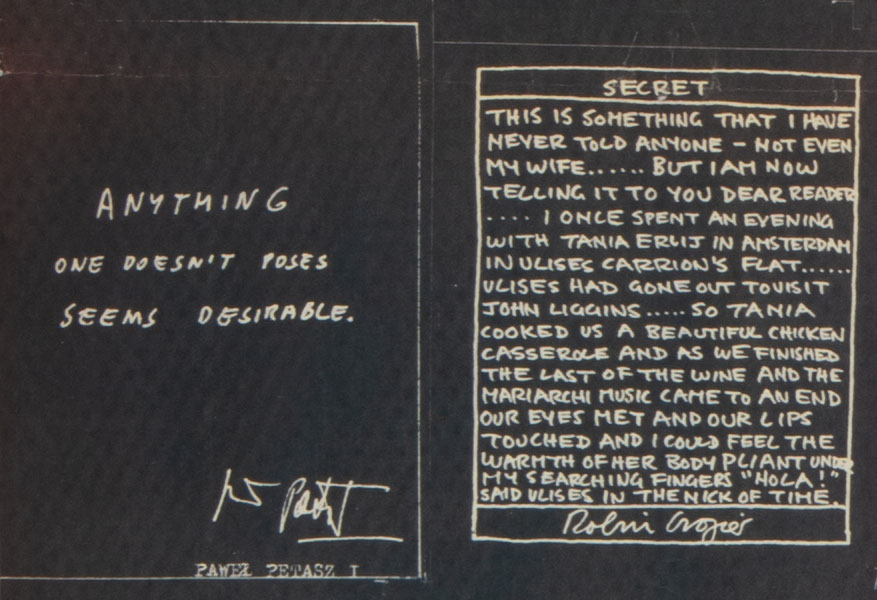 ANYTHING
ONE DOESN'T POSES
SEEMS DESIRABLE.
PAWEŁ PETASZ I
SECRET
THIS IS SOMETHING THAT I HAVE
NEVER TOLD ANYONE – NOT EVEN
MY WIFE...... BUT I AM NOW
TELLING IT TO YOU DEAR READER
.... I ONCE SPENT AN EVENING
WITH TANIA ERLIJ IN AMSTERDAM
IN ULISES CARRION'S FLAT......
ULISES HAD GONE OUT TO VISIT
JOHN LIGGINS..... SO TANIA
COOKED US A BEAUTIFUL CHICKEN
CASSEROLE AND AS WE FINISHED
THE LAST OF THE WINE AND THE
MARIARCHI MUSIC CAME TO AN END
OUR EYES MET AND OUR LIPS
TOUCHED AND I COULD FEEL THE
WARMTH OF HER BODY PLIANT UNDER
MY SEARCHING FINGERS "HOLA!"
SAID ULISES IN THE NICK OF TIME.
Robin Crozier